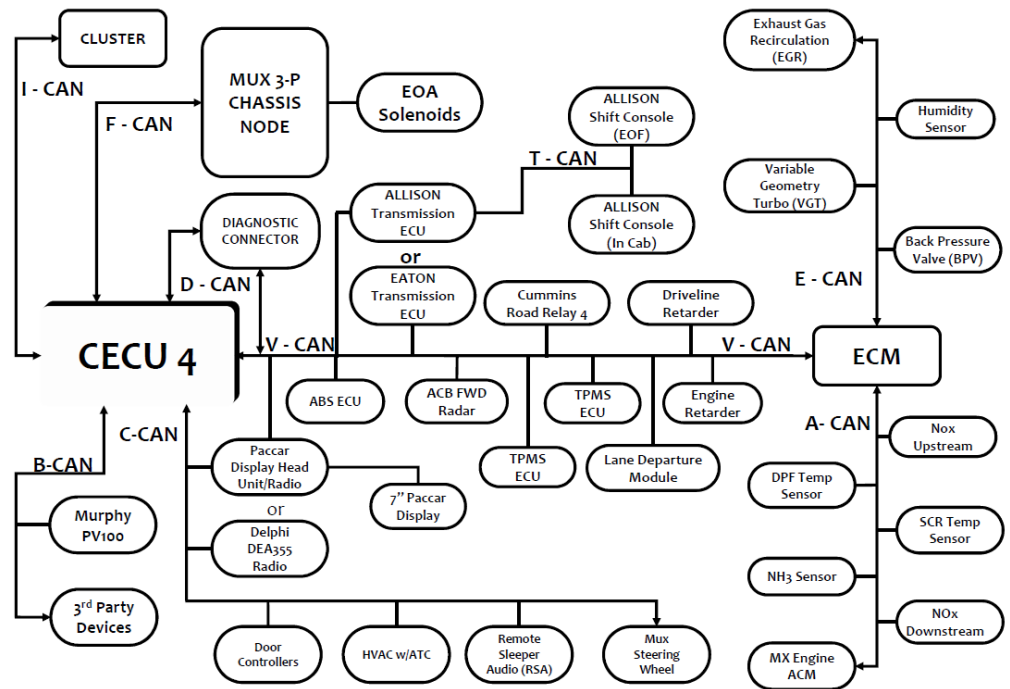 CLUSTER
I - CAN
F - CAN
MUX 3-P
CHASSIS
NODE
EOA
Solenoids
ALLISON
Shift Console
(EOF)
T - CAN
ALLISON
Shift Console
(In Cab)
ALLISON
Transmission
ECU
or
EATON
Transmission
ECU
DIAGNOSTIC
CONNECTOR
D - CAN
CECU 4
V - CAN
Cummins
Road Relay 4
Driveline
Retarder
V - CAN
ECM
Exhaust Gas
Recirculation
(EGR)
Humidity
Sensor
Variable
Geometry
Turbo (VGT)
Back Pressure
Valve (BPV)
E - CAN
ABS ECU
ACB FWD
Radar
TPMS
ECU
Engine
Retarder
TPMS
ECU
Lane Departure
Module
A- CAN
Nox
Upstream
DPF Temp
Sensor
SCR Temp
Sensor
NH3 Sensor
NOx
Downstream
MX Engine
ACM
C-CAN
B-CAN
Paccar
Display Head
Unit/Radio
7” Paccar
Display
or
Delphi
DEA355
Radio
Murphy
PV100
3rd Party
Devices
Door
Controllers
HVAC w/ATC
Remote
Sleeper
Audio (RSA)
Mux
Steering
Wheel